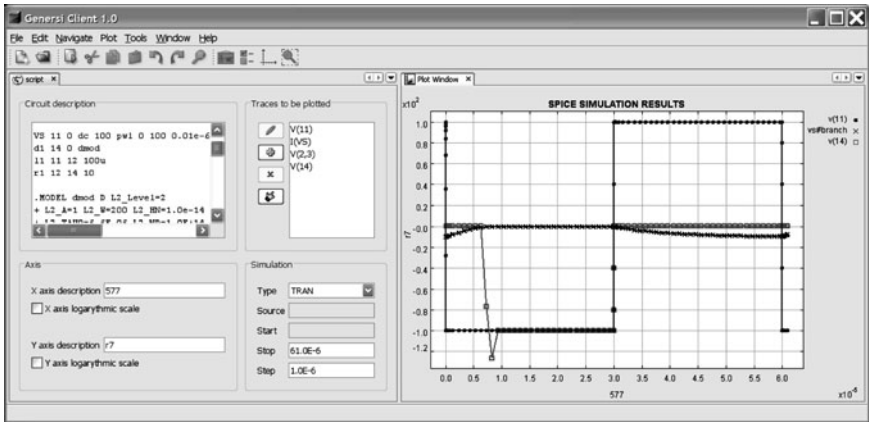 Genersi Client 1.0
File Edit Navigate Plot Tools Window Help
script
Circuit description
VS 11 0 dc 100 pwl 0 100 0.01e-6
d1 14 0 dmod
l1 11 12 100u
r1 12 14 10
.MODEL dmod D L2_Level=2
+ L2_A=1 L2_W=200 L2_HN=1.0e-14
Traces to be plotted
V(11)
I(VS)
V(2,3)
V(14)
Axis
X axis description 577
X axis logarythmic scale
Y axis description r7
Y axis logarythmic scale
Simulation
Type TRAN
Source
Start
Stop 61.0E-6
Step 1.0E-6
Plot Window
x10²
SPICE SIMULATION RESULTS
v(11)
vs#branch
v(14)
1.0
0.8
0.6
0.4
0.2
-0.0
-0.2
-0.4
-0.6
-0.8
-1.0
-1.2
r7
0.0 0.5 1.0 1.5 2.0 2.5 3.0 3.5 4.0 4.5 5.0 5.5 6.0
577
x10⁻⁵